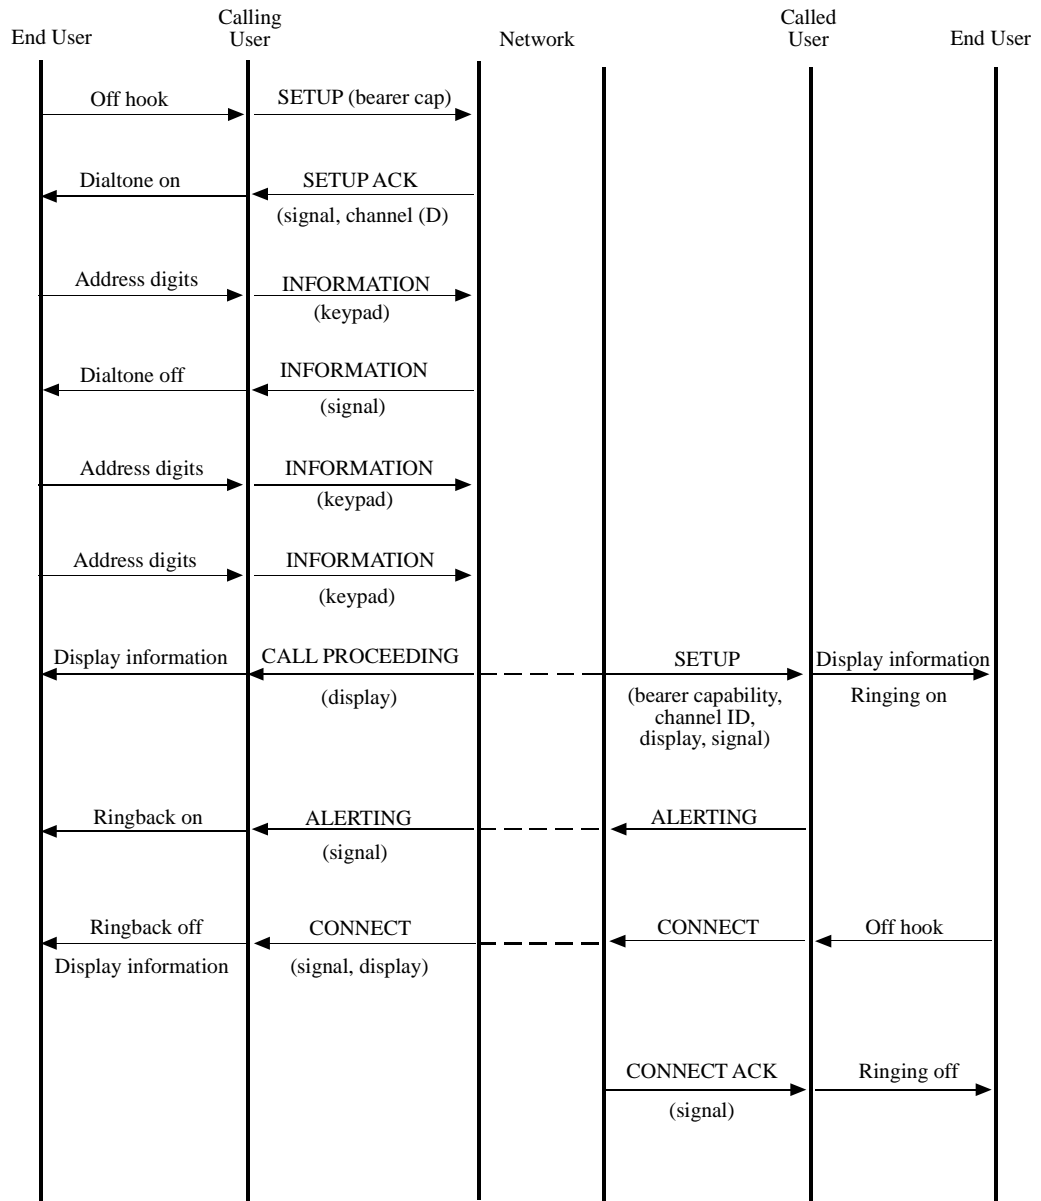 End User
Calling
User
Network
Called
User
End User
Off hook
SETUP (bearer cap)
Dialtone on
SETUP ACK
(signal, channel (D)
Address digits
INFORMATION
(keypad)
Dialtone off
INFORMATION
(signal)
Address digits
INFORMATION
(keypad)
Address digits
INFORMATION
(keypad)
Display information
CALL PROCEEDING
(display)
SETUP
(bearer capability,
channel ID,
display, signal)
Display information
Ringing on
Ringback on
ALERTING
(signal)
ALERTING
Ringback off
Display information
CONNECT
(signal, display)
CONNECT
Off hook
CONNECT ACK
(signal)
Ringing off